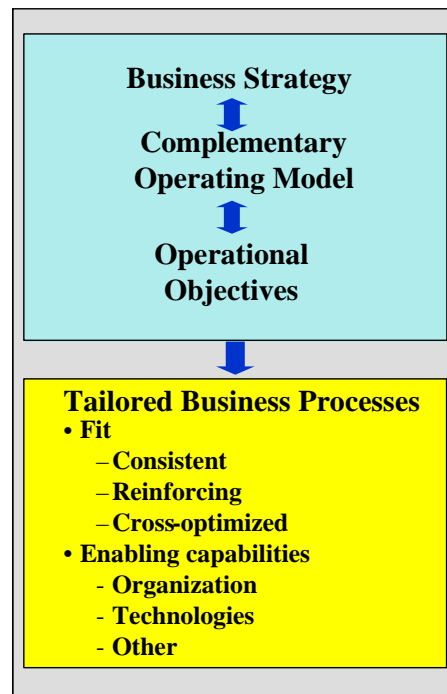 Business Strategy
Complementary
Operating Model
Operational
Objectives
Tailored Business Processes
• Fit
– Consistent
– Reinforcing
– Cross-optimized
• Enabling capabilities
- Organization
- Technologies
- Other